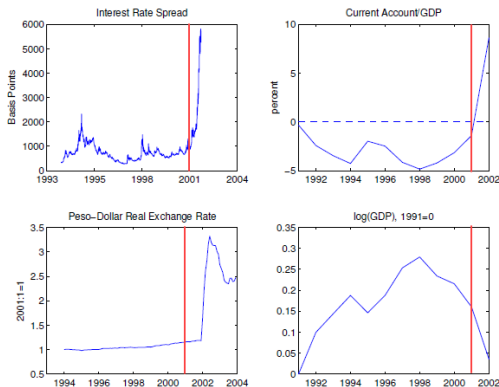 Interest Rate Spread
6000
5000
4000
3000
2000
1000
0
Basis Points
1993 1995 1998 2001 2004
Current Account/GDP
10
5
0
−5
percent
1992 1994 1996 1998 2000 2002
Peso−Dollar Real Exchange Rate
3.5
3
2.5
2
1.5
1
0.5
2001:1=1
1994 1996 1998 2000 2002 2004
log(GDP), 1991=0
0.35
0.3
0.25
0.2
0.15
0.1
0.05
0
1992 1994 1996 1998 2000 2002